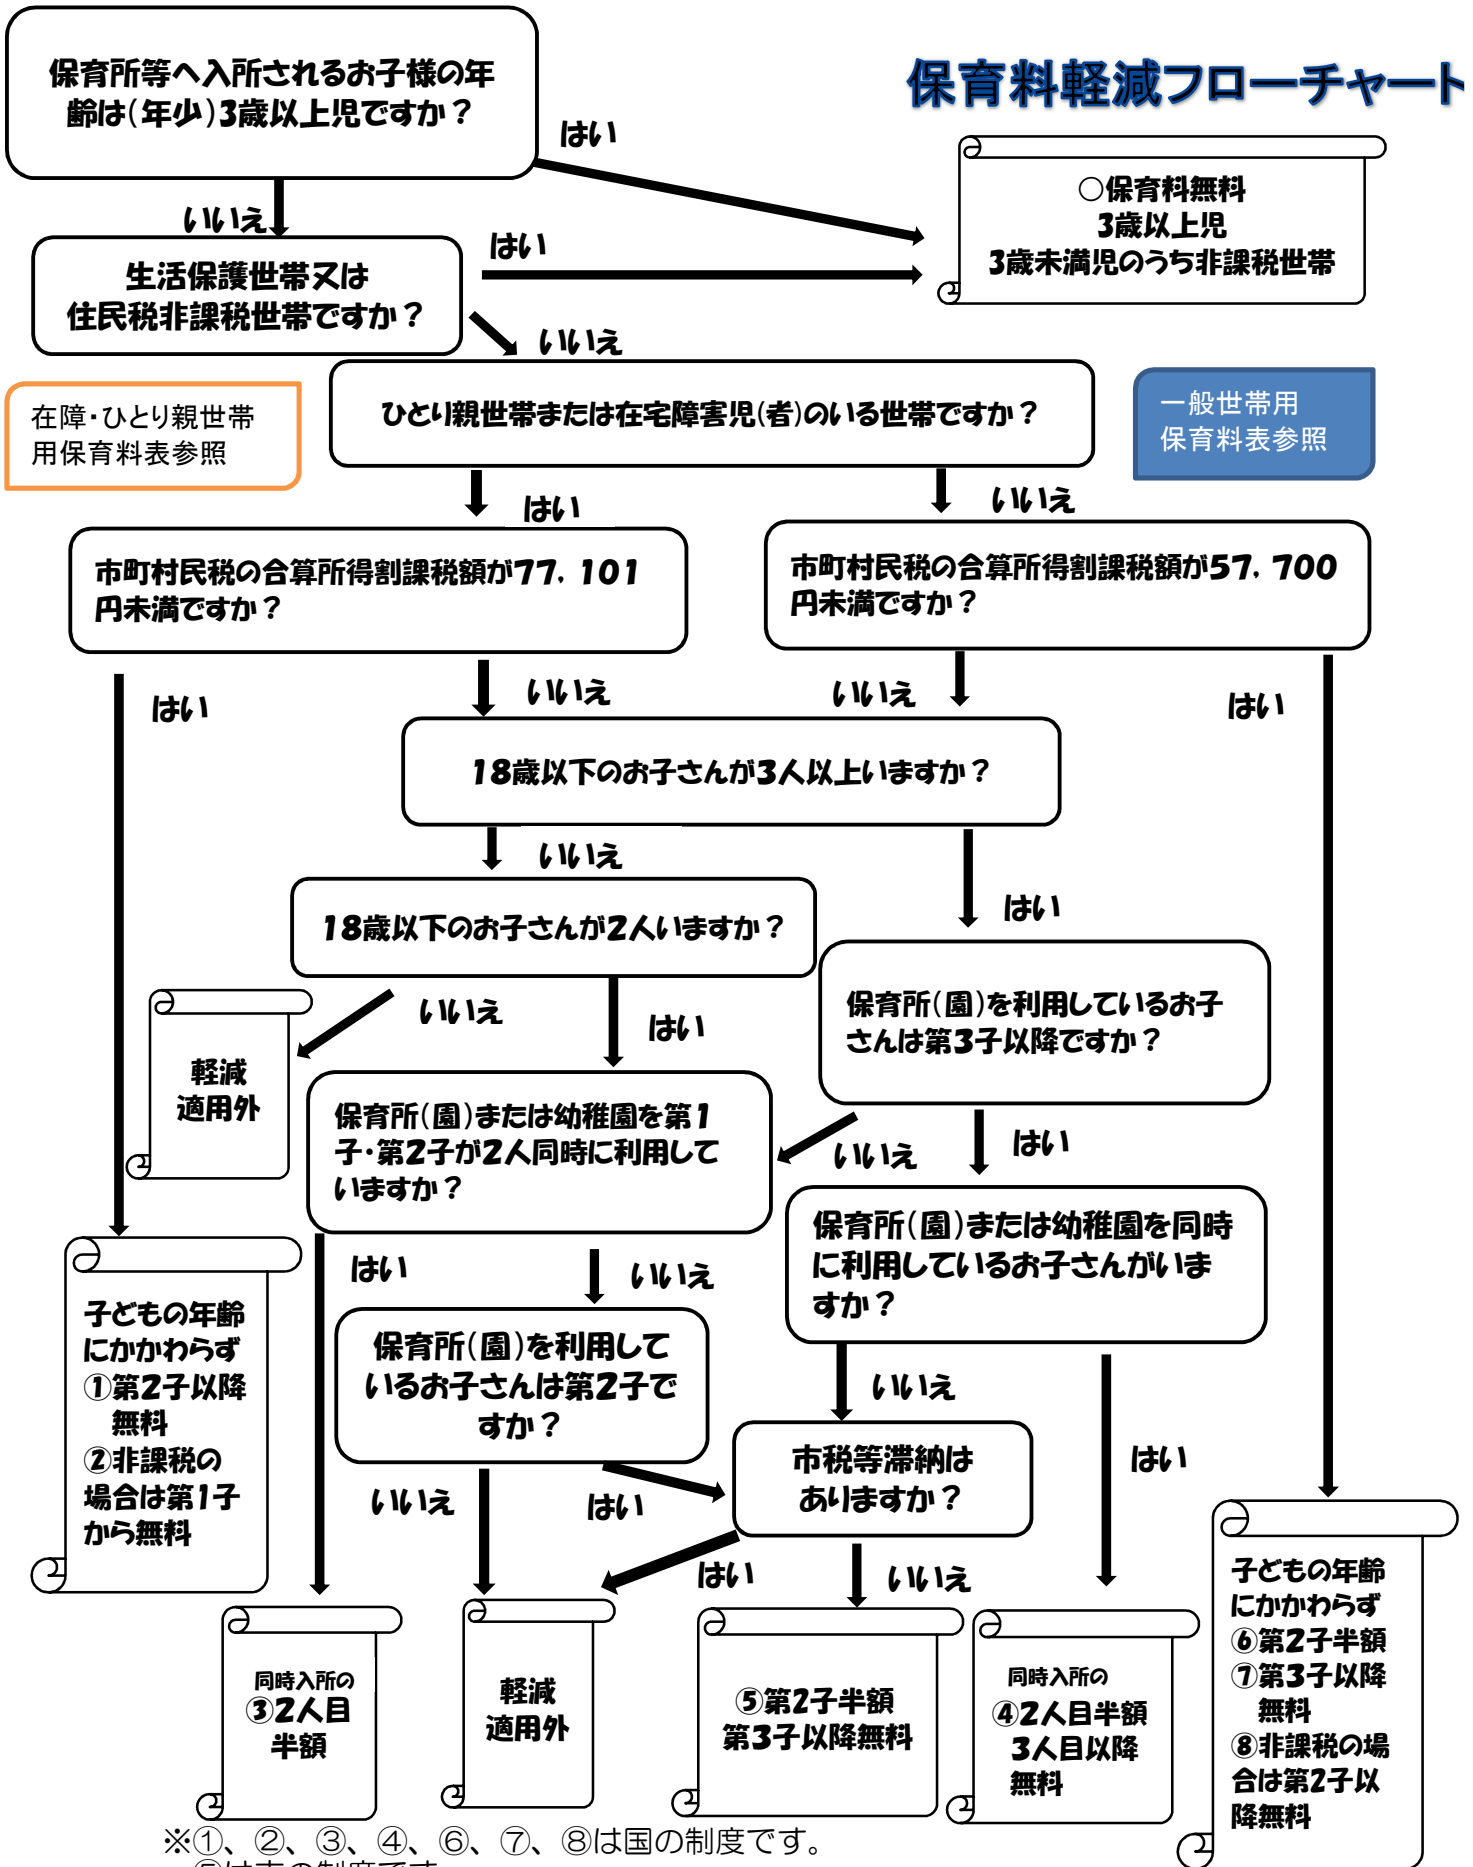 保育料軽減フローチャート
保育所等へ入所されるお子様の年
齢は(年少)3歳以上児ですか？
はい
いいえ
○保育料無料
3歳以上児
3歳未満児のうち非課税世帯
生活保護世帯又は
住民税非課税世帯ですか？
はい
いいえ
在障・ひとり親世帯
用保育料表参照
ひとり親世帯または在宅障害児(者)のいる世帯ですか？
一般世帯用
保育料表参照
はい
いいえ
市町村民税の合算所得割課税額が77，101
円未満ですか？
市町村民税の合算所得割課税額が57，700
円未満ですか？
はい
いいえ
いいえ
はい
18歳以下のお子さんが3人以上いますか？
いいえ
はい
18歳以下のお子さんが2人いますか？
いいえ
はい
保育所(園)を利用しているお子
さんは第3子以降ですか？
軽減
適用外
保育所(園)または幼稚園を第1
子・第2子が2人同時に利用して
いますか？
いいえ
はい
保育所(園)または幼稚園を同時
に利用しているお子さんがいま
すか？
はい
いいえ
子どもの年齢
にかかわらず
①第2子以降
無料
②非課税の
場合は第1子
から無料
保育所(園)を利用して
いるお子さんは第2子で
すか？
いいえ
はい
市税等滞納は
ありますか？
いいえ
はい
はい
いいえ
同時入所の
③2人目
半額
軽減
適用外
⑤第2子半額
第3子以降無料
同時入所の
④2人目半額
3人目以降
無料
子どもの年齢
にかかわらず
⑥第2子半額
⑦第3子以降
無料
⑧非課税の場
合は第2子以
降無料
※①、②、③、④、⑥、⑦、⑧は国の制度です。
⑤は市の制度です